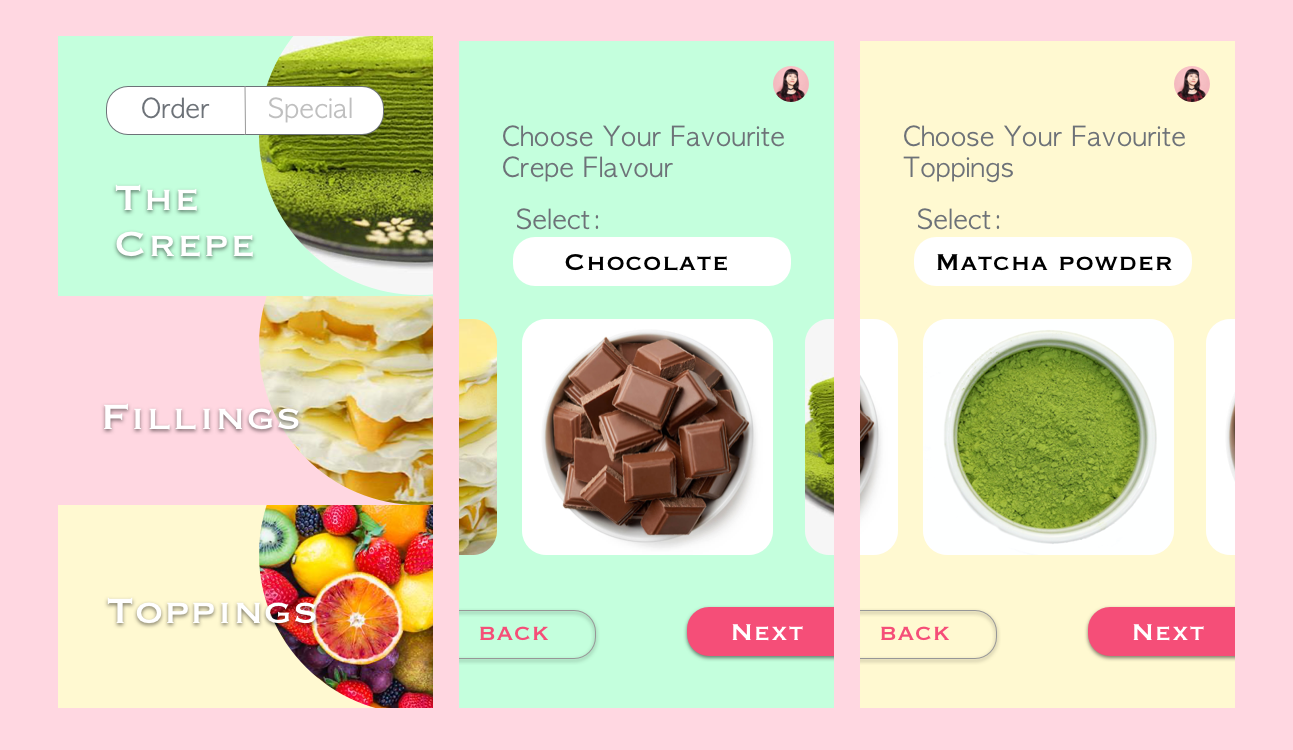 Order
Special
The
Crepe
Fillings
Toppings
Choose Your Favourite
Crepe Flavour
Select:
Chocolate
BACK
Next
Choose Your Favourite
Toppings
Select:
Matcha powder
BACK
Next